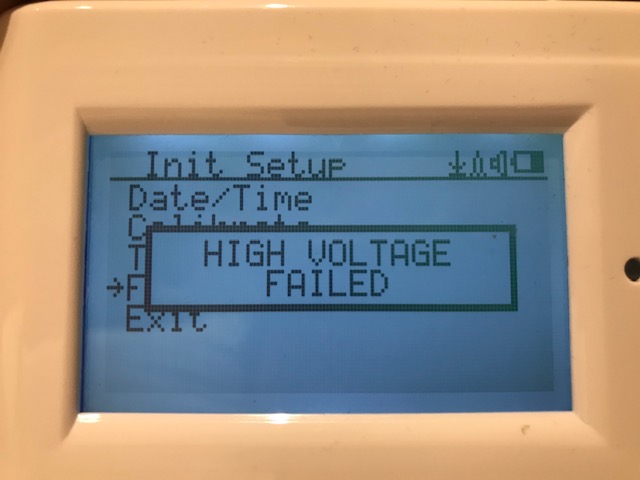 Init Setup
Date/Time
HIGH VOLTAGE
FAILED
Exit